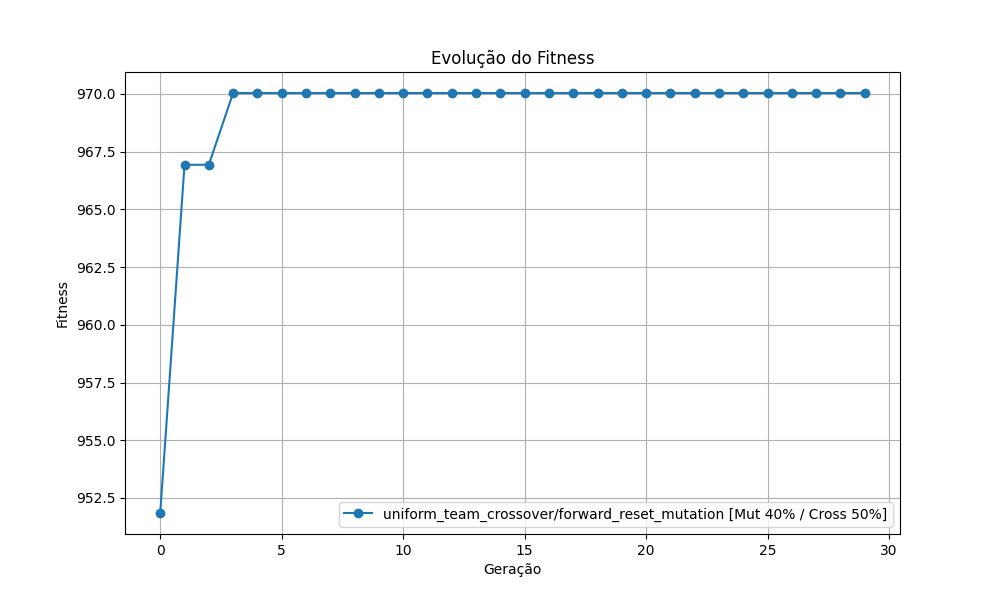 Evolução do Fitness
970.0
967.5
965.0
962.5
960.0
957.5
955.0
952.5
Fitness
uniform_team_crossover/forward_reset_mutation [Mut 40% / Cross 50%]
0 5 10 15 20 25 30
Geração